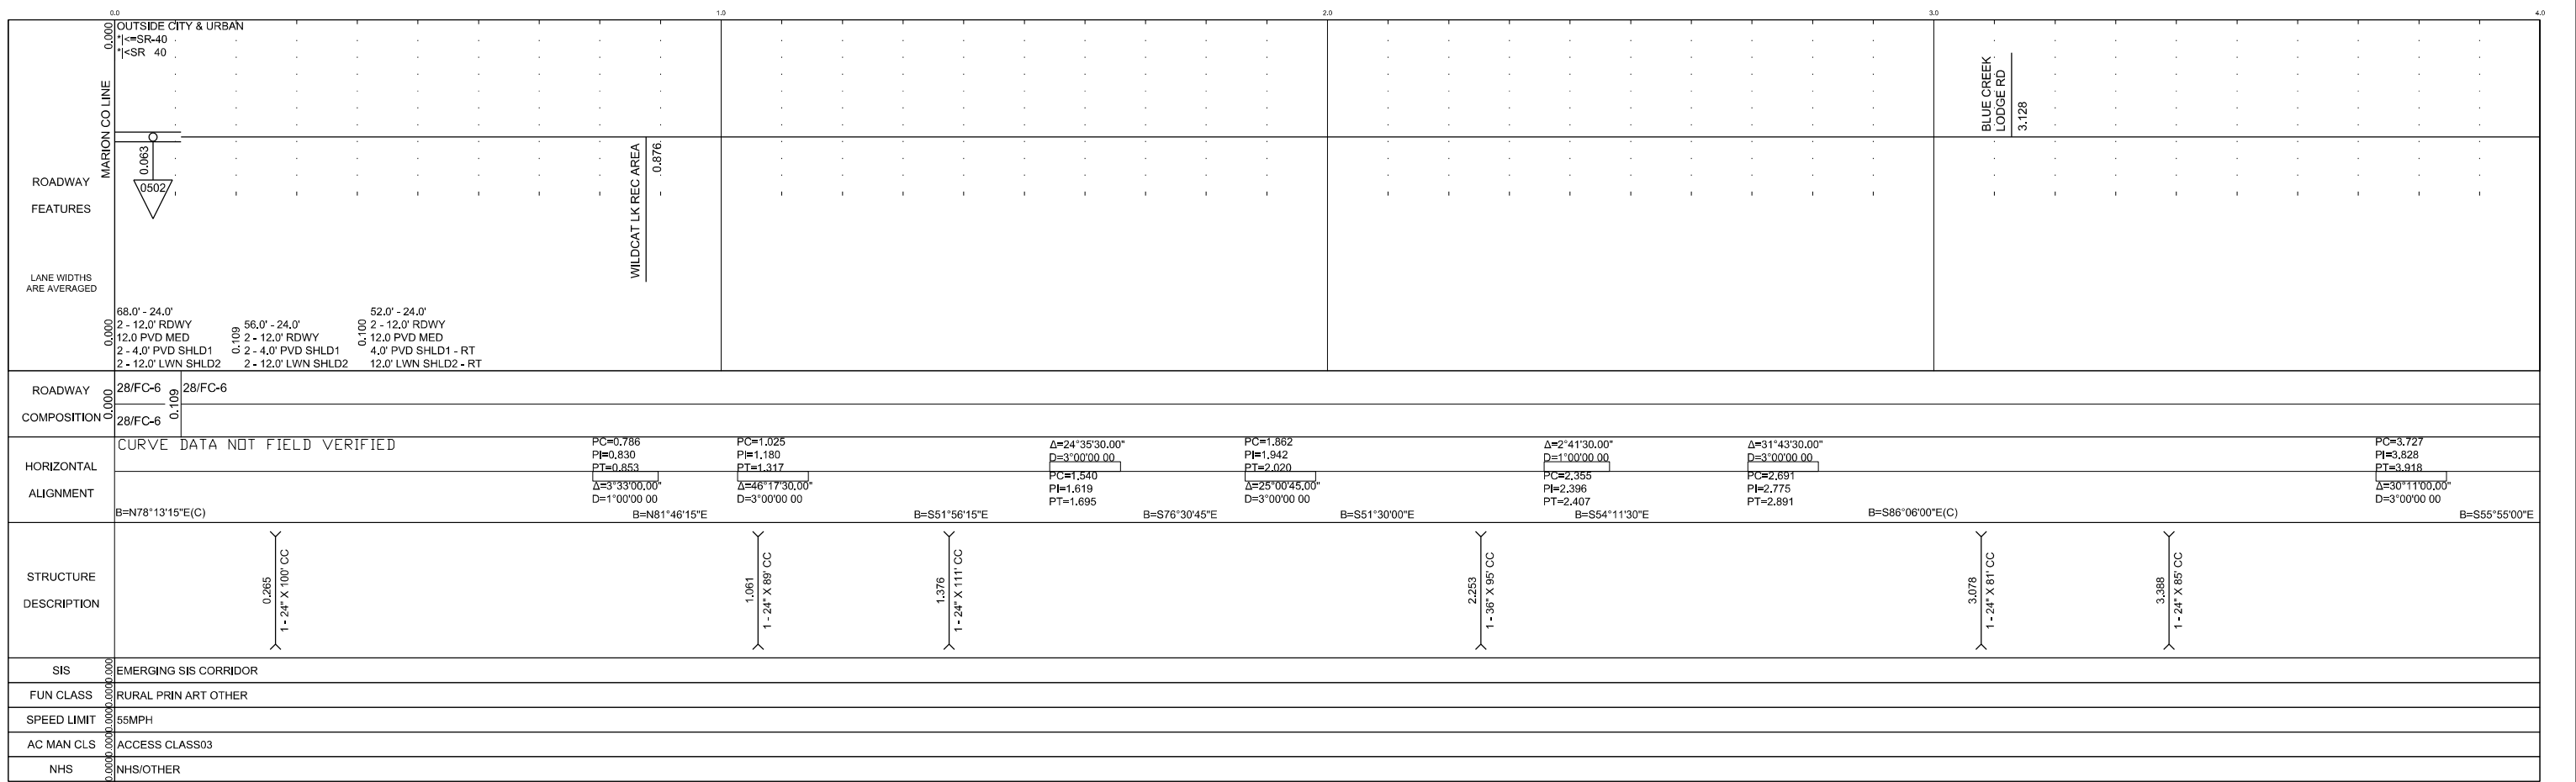 0.0 1.0 2.0 3.0 4.0
0.000
OUTSIDE CITY & URBAN
*|<=SR-40
*|<SR 40
MARION CO LINE
0.063
0502
WILDCAT LK REC AREA
0.876
BLUE CREEK
LODGE RD
3.128
ROADWAY
FEATURES
LANE WIDTHS
ARE AVERAGED
0.000
68.0' - 24.0'
2 - 12.0' RDWY
12.0 PVD MED
2 - 4.0' PVD SHLD1
2 - 12.0' LWN SHLD2
0.109
56.0' - 24.0'
2 - 12.0' RDWY
2 - 4.0' PVD SHLD1
2 - 12.0' LWN SHLD2
0.100
52.0' - 24.0'
2 - 12.0' RDWY
12.0 PVD MED
4.0' PVD SHLD1 - RT
12.0' LWN SHLD2 - RT
ROADWAY
COMPOSITION
0.000
28/FC-6
28/FC-6
0.109
28/FC-6
HORIZONTAL
ALIGNMENT
CURVE DATA NOT FIELD VERIFIED
B=N78°13'15"E(C)
PC=0.786
PI=0.830
PT=0.853
Δ=3°33'00.00"
D=1°00'00 00
B=N81°46'15"E
PC=1.025
PI=1.180
PT=1.317
Δ=46°17'30.00"
D=3°00'00 00
B=S51°56'15"E
Δ=24°35'30.00"
D=3°00'00 00
PC=1.540
PI=1.619
PT=1.695
B=S76°30'45"E
PC=1.862
PI=1.942
PT=2.020
Δ=25°00'45.00"
D=3°00'00 00
B=S51°30'00"E
Δ=2°41'30.00"
D=1°00'00 00
PC=2.355
PI=2.396
PT=2.407
B=S54°11'30"E
Δ=31°43'30.00"
D=3°00'00 00
PC=2.691
PI=2.775
PT=2.891
B=S86°06'00"E(C)
PC=3.727
PI=3.828
PT=3.918
Δ=30°11'00.00"
D=3°00'00 00
B=S55°55'00"E
STRUCTURE
DESCRIPTION
0.265
1 - 24" X 100' CC
1.061
1 - 24" X 89' CC
1.376
1 - 24" X 111' CC
2.253
1 - 36" X 95' CC
3.078
1 - 24" X 81' CC
3.388
1 - 24" X 85' CC
SIS 0.000 EMERGING SIS CORRIDOR
FUN CLASS 0.000 RURAL PRIN ART OTHER
SPEED LIMIT 0.000 55MPH
AC MAN CLS 0.000 ACCESS CLASS03
NHS 0.000 NHS/OTHER